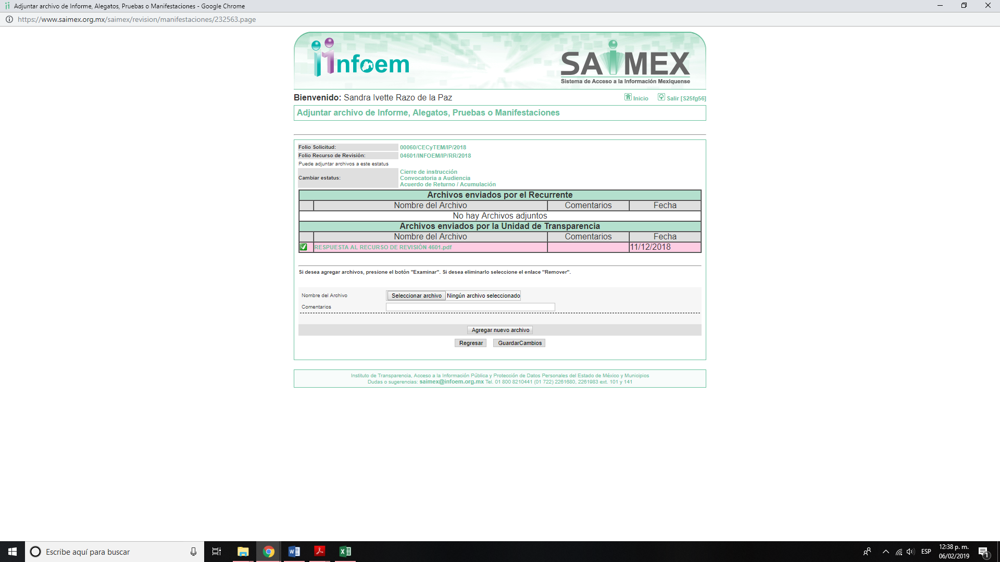 Adjuntar archivo de Informe, Alegatos, Pruebas o Manifestaciones - Google Chrome
https://www.saimex.org.mx/saimex/revision/manifestaciones/232563.page
infoem
SAIMEX
Sistema de Acceso a la Información Mexiquense
Bienvenido: Sandra Ivette Razo de la Paz
Inicio
Salir [S25fg56]
Adjuntar archivo de Informe, Alegatos, Pruebas o Manifestaciones
Folio Solicitud: 00060/CECyTEM/IP/2018
Folio Recurso de Revisión: 04601/INFOEM/IP/RR/2018
Puede adjuntar archivos a este estatus
Cambiar estatus:
Cierre de instrucción
Convocatoria a Audiencia
Acuerdo de Returno / Acumulación
Archivos enviados por el Recurrente
Nombre del Archivo Comentarios Fecha
No hay Archivos adjuntos
Archivos enviados por la Unidad de Transparencia
Nombre del Archivo Comentarios Fecha
RESPUESTA AL RECURSO DE REVISIÓN 4601.pdf 11/12/2018
Si desea agregar archivos, presione el botón "Examinar". Si desea eliminarlo seleccione el enlace "Remover".
Nombre del Archivo Seleccionar archivo Ningún archivo seleccionado
Comentarios
Agregar nuevo archivo
Regresar GuardarCambios
Instituto de Transparencia, Acceso a la Información Pública y Protección de Datos Personales del Estado de México y Municipios
Dudas o sugerencias: saimex@infoem.org.mx Tel. 01 800 8210441 (01 722) 2261680, 2261983 ext. 101 y 141
Escribe aquí para buscar
ESP
12:38 p. m.
06/02/2019
1